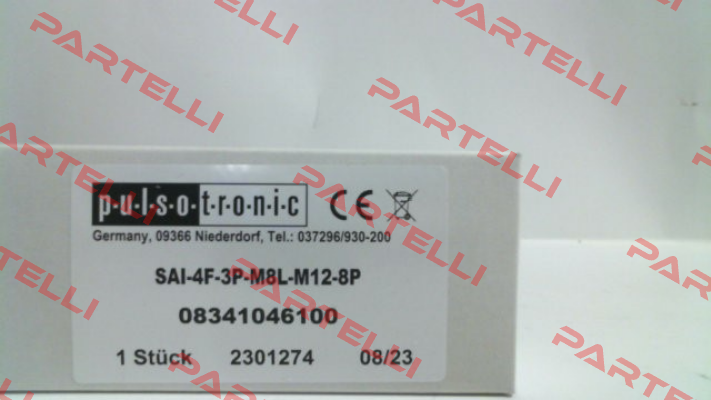 PARTELLI
PARTELLI
PARTELLI
PARTELLI
PARTELLI
p·u·l·s·o·t·r·o·n·i·c CE
Germany, 09366 Niederdorf, Tel.: 037296/930-200
SAI-4F-3P-M8L-M12-8P
08341046100
1 Stück 2301274 08/23
PARTELLI
PARTELLI